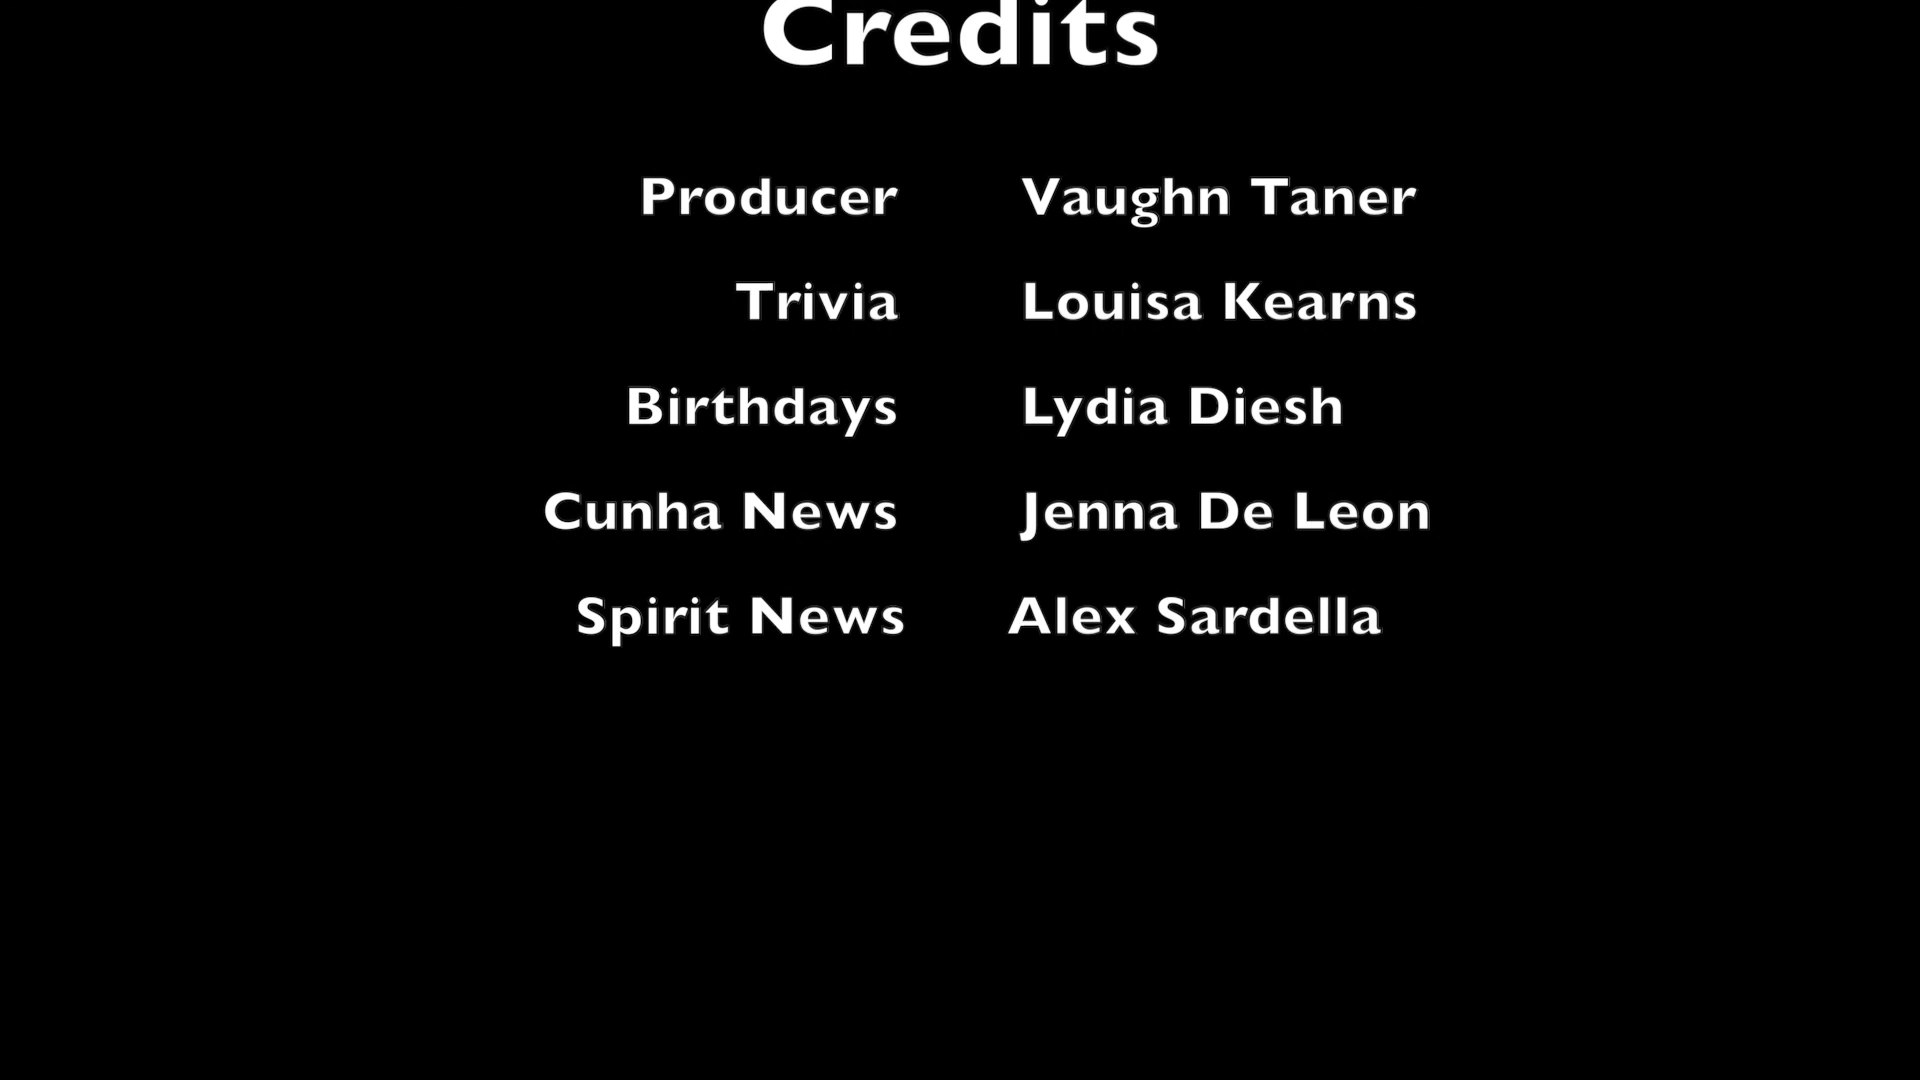 Credits
Producer Vaughn Taner
Trivia Louisa Kearns
Birthdays Lydia Diesh
Cunha News Jenna De Leon
Spirit News Alex Sardella